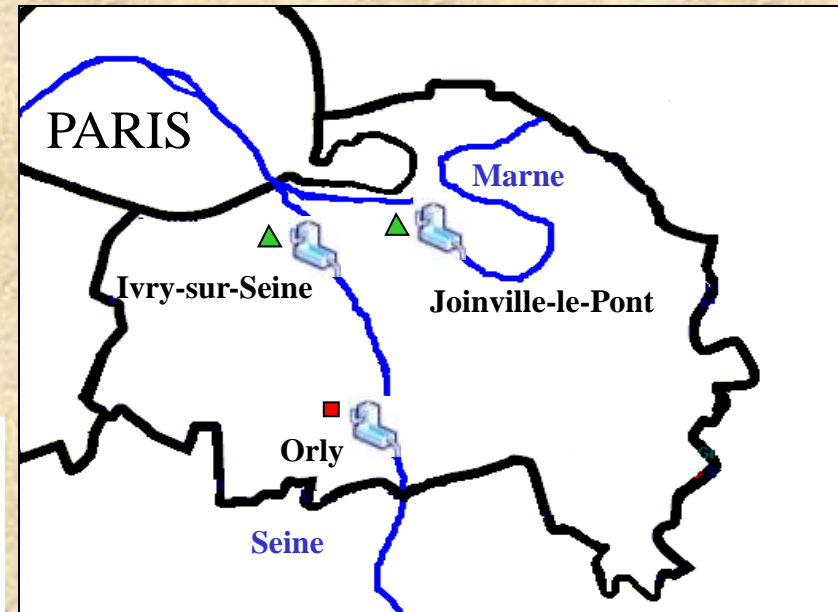 PARIS
Marne
Ivry-sur-Seine
Joinville-le-Pont
Orly
Seine